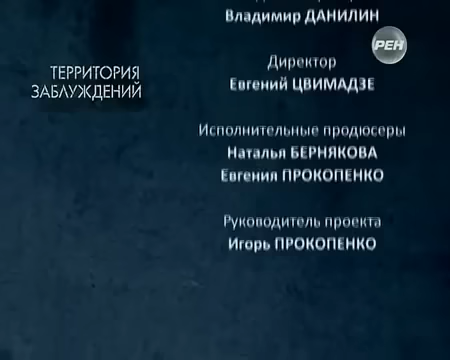 Владимир ДАНИЛИН
РЕН
Директор
Евгений ЦВИМАДЗЕ
ТЕРРИТОРИЯ
ЗАБЛУЖДЕНИЙ
Исполнительные продюсеры
Наталья БЕРНЯКОВА
Евгения ПРОКОПЕНКО
Руководитель проекта
Игорь ПРОКОПЕНКО